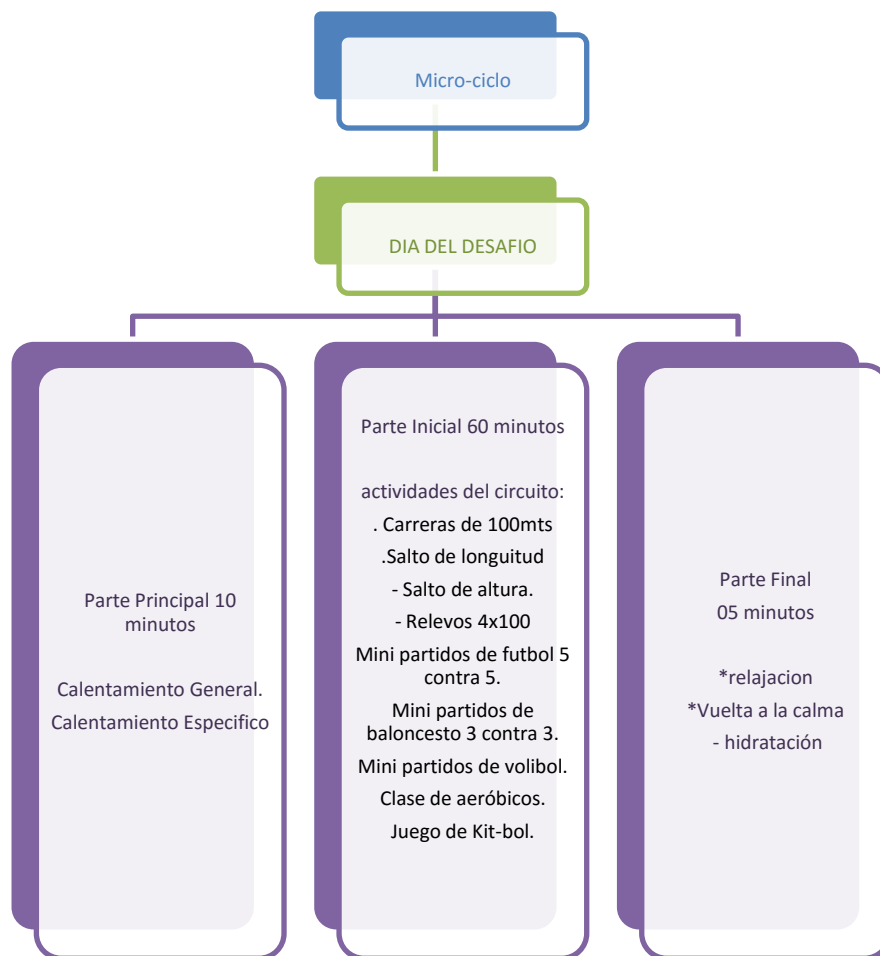 Micro-ciclo
DIA DEL DESAFIO
Parte Principal 10
minutos
Calentamiento General.
Calentamiento Especifico
Parte Inicial 60 minutos
actividades del circuito:
. Carreras de 100mts
.Salto de longuitud
- Salto de altura.
- Relevos 4x100
Mini partidos de futbol 5
contra 5.
Mini partidos de
baloncesto 3 contra 3.
Mini partidos de volibol.
Clase de aeróbicos.
Juego de Kit-bol.
Parte Final
05 minutos
*relajacion
*Vuelta a la calma
- hidratación